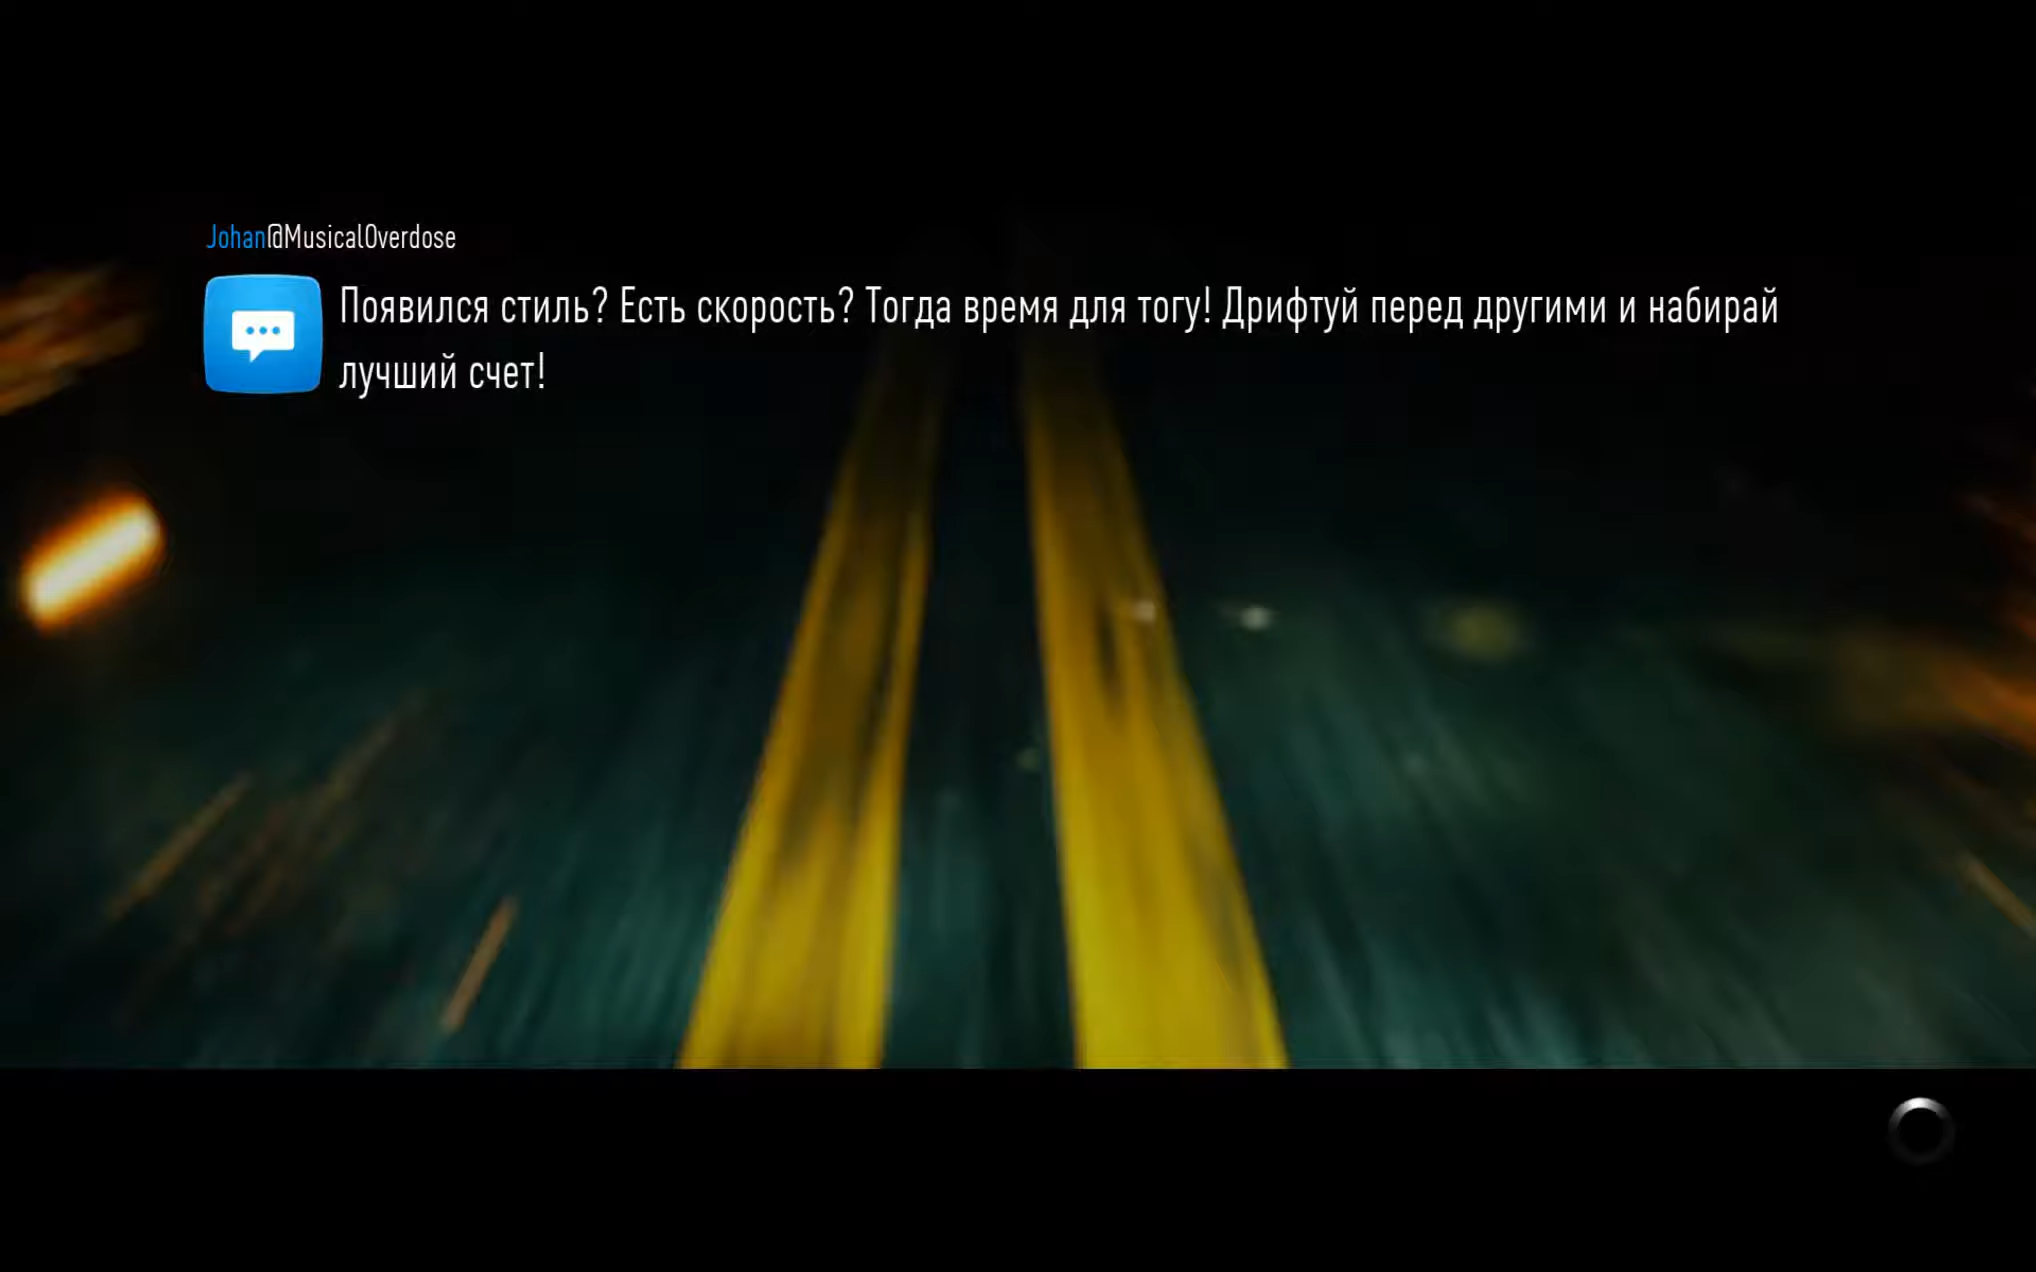 Johan@MusicalOverdose
Появился стиль? Есть скорость? Тогда время для тогу! Дрифтуй перед другими и набирай
лучший счет!